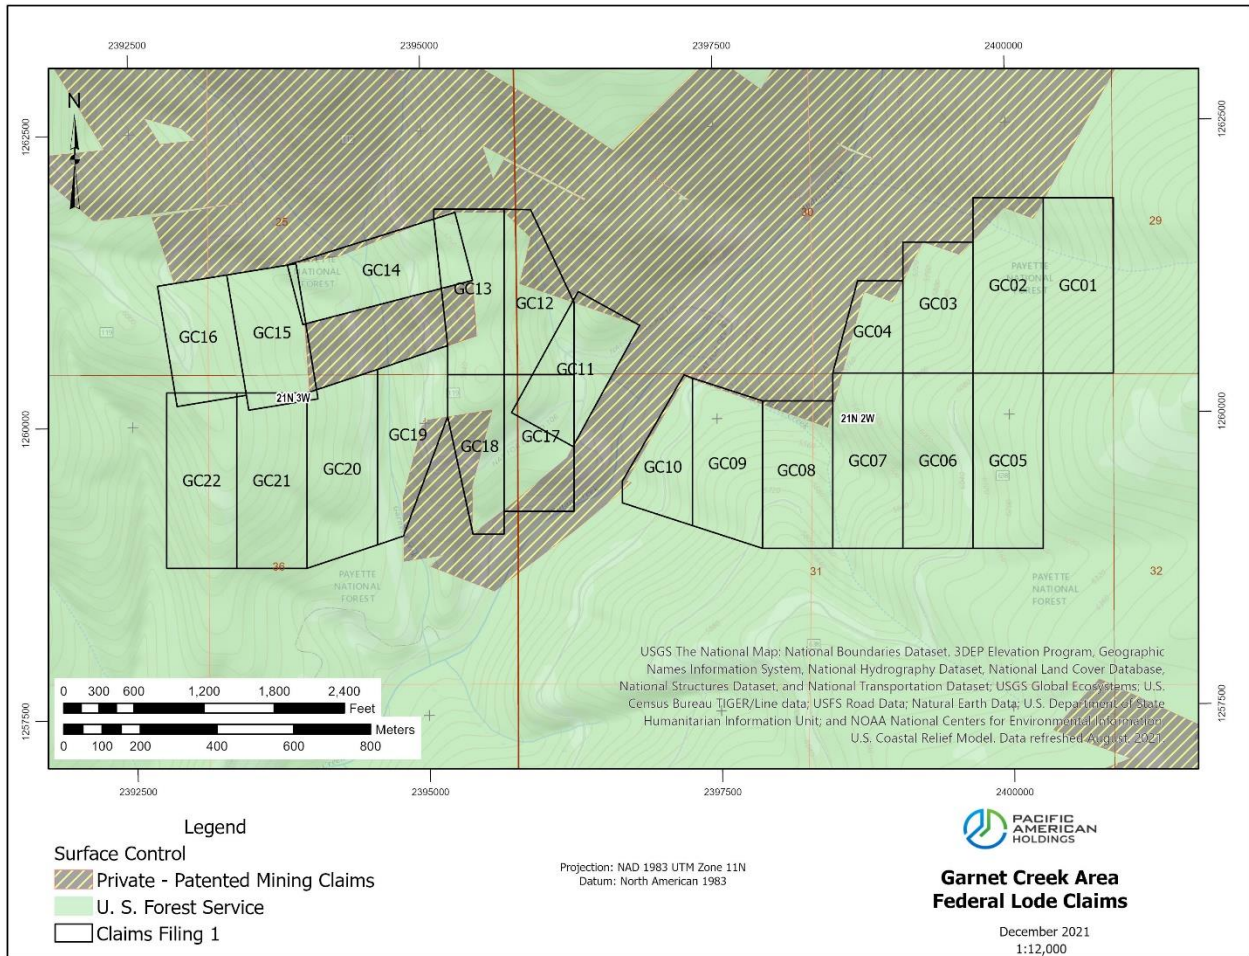 2392500 2395000 2397500 2400000
N
1262500 1262500
25 30 29
PAYETTE NATIONAL FOREST
PAYETTE NATIONAL FOREST
GC14
GC13
GC12
GC02 GC01
GC03
GC04
GC16 GC15
GC11
21N 3W
21N 2W
1260000 1260000
GC19 GC18 GC17
GC22 GC21 GC20
GC10 GC09 GC08 GC07 GC06 GC05
36 31 32
PAYETTE
NATIONAL
FOREST
PAYETTE
NATIONAL
FOREST
USGS The National Map: National Boundaries Dataset, 3DEP Elevation Program, Geographic
Names Information System, National Hydrography Dataset, National Land Cover Database,
National Structures Dataset, and National Transportation Dataset; USGS Global Ecosystems; U.S.
Census Bureau TIGER/Line data; USFS Road Data; Natural Earth Data; U.S. Department of State
Humanitarian Information Unit; and NOAA National Centers for Environmental Information,
U.S. Coastal Relief Model. Data refreshed August, 2021.
0 300 600 1,200 1,800 2,400
Feet
Meters
0 100 200 400 600 800
1257500 1257500
2392500 2395000 2397500 2400000
Legend
Surface Control
Private - Patented Mining Claims
U. S. Forest Service
Claims Filing 1
Projection: NAD 1983 UTM Zone 11N
Datum: North American 1983
PACIFIC
AMERICAN
HOLDINGS
Garnet Creek Area
Federal Lode Claims
December 2021
1:12,000